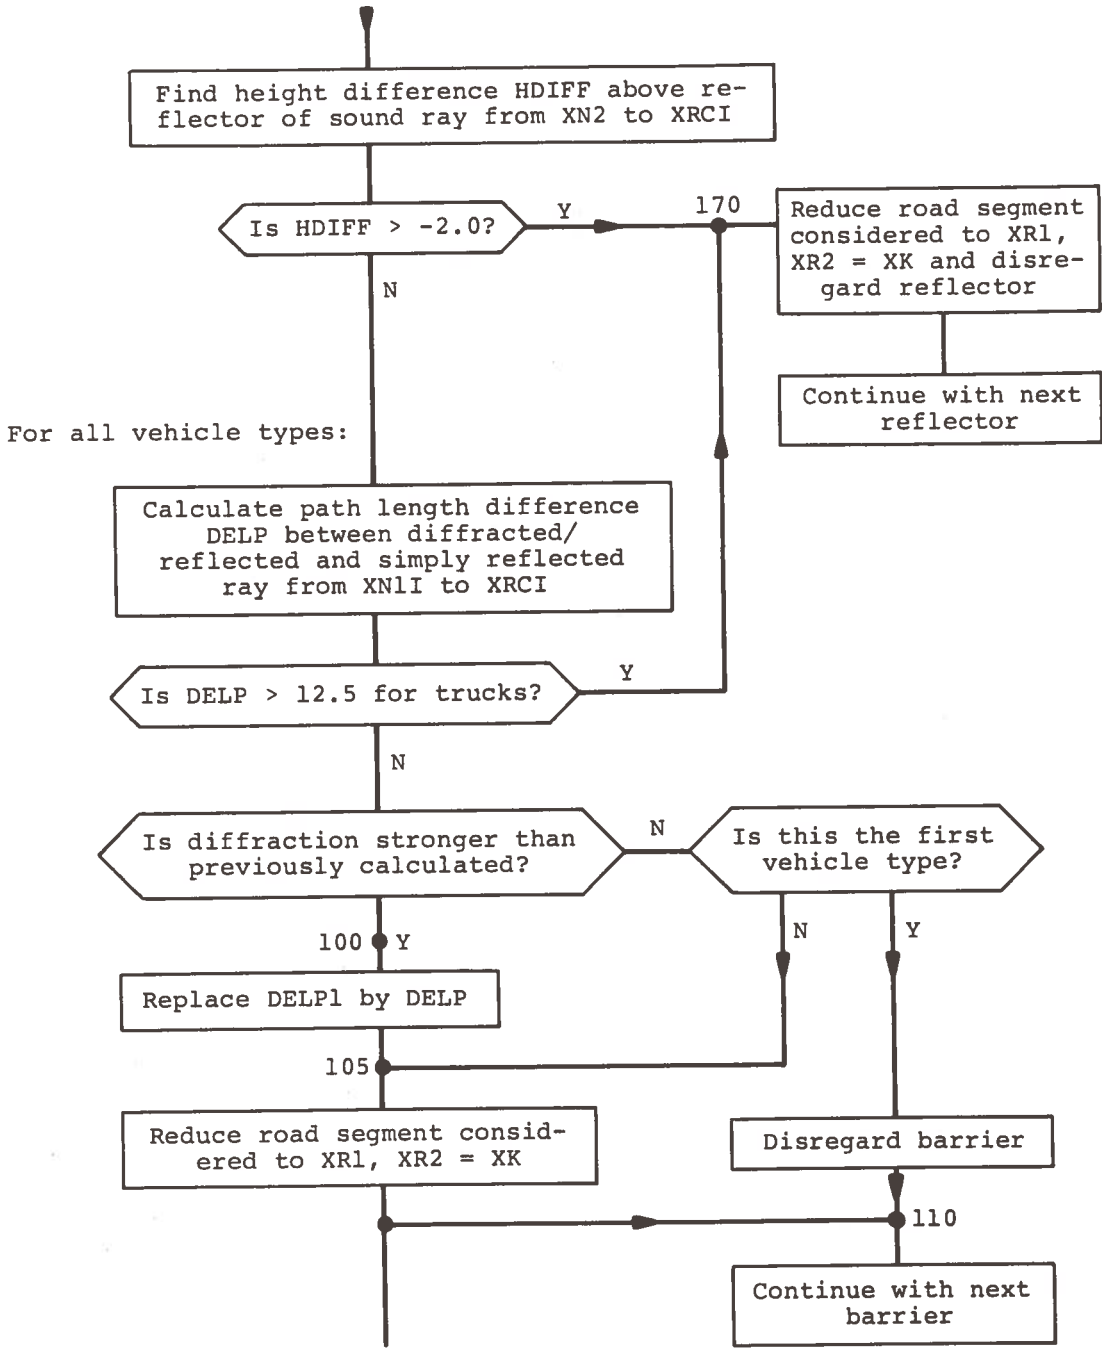 Find height difference HDIFF above re-
flector of sound ray from XN2 to XRCI
Is HDIFF > -2.0?
Y
170
Reduce road segment
considered to XR1,
XR2 = XK and disre-
gard reflector
N
Continue with next
reflector
For all vehicle types:
Calculate path length difference
DELP between diffracted/
reflected and simply reflected
ray from XN1I to XRCI
Is DELP > 12.5 for trucks?
Y
N
Is diffraction stronger than
previously calculated?
N
Is this the first
vehicle type?
100
Y
N
Y
Replace DELP1 by DELP
105
Reduce road segment consid-
ered to XR1, XR2 = XK
Disregard barrier
110
Continue with next
barrier